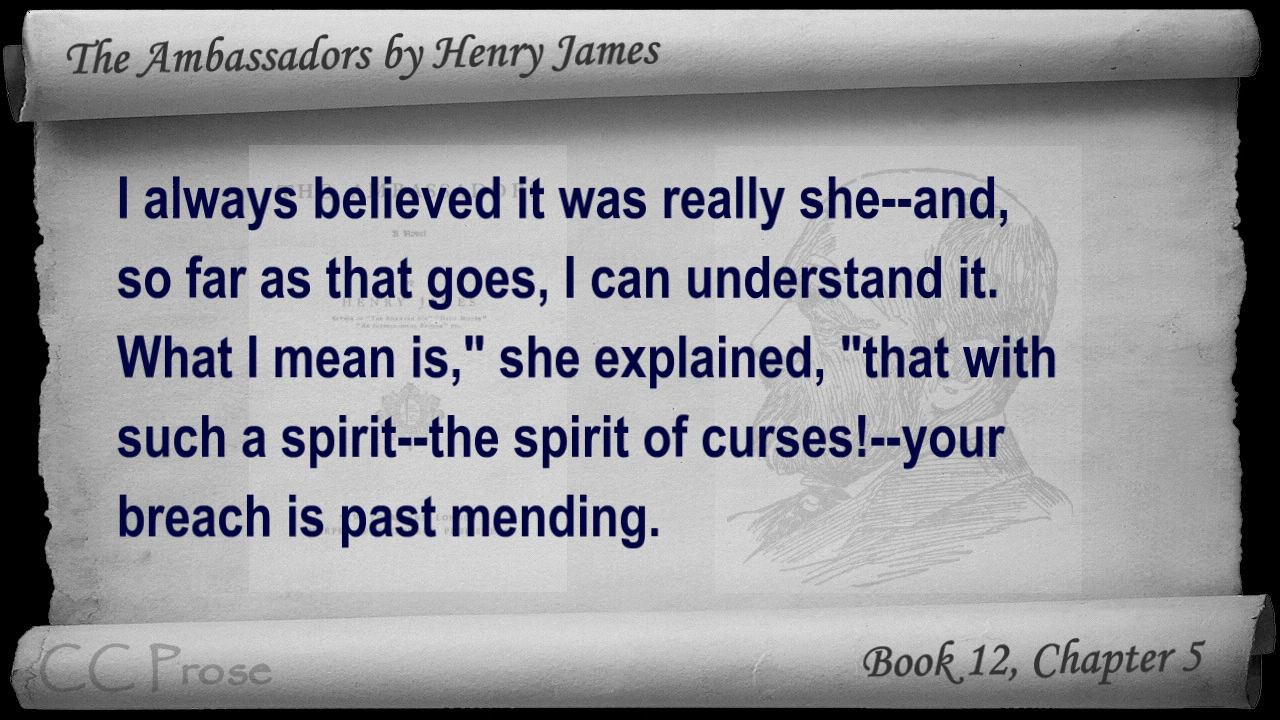 The Ambassadors by Henry James
I always believed it was really she--and,
so far as that goes, I can understand it.
What I mean is," she explained, "that with
such a spirit--the spirit of curses!--your
breach is past mending.
CC Prose
Book 12, Chapter 5